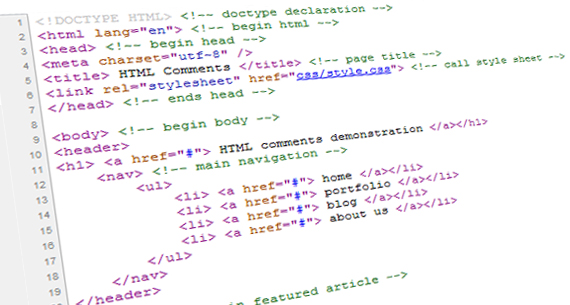 1 <!DOCTYPE HTML> <!-- doctype declaration -->
2 <html lang="en"> <!-- begin html -->
3 <head> <!-- begin head -->
4 <meta charset="utf-8" />
5 <title> HTML Comments </title> <!-- page title -->
6 <link rel="stylesheet" href="css/style.css"> <!-- call style sheet -->
7 </head> <!-- ends head -->
8
9 <body> <!-- begin body -->
10 <header>
11 <h1> <a href="#"> HTML comments demonstration </a></h1>
12 <nav> <!-- main navigation -->
13 <ul>
14 <li> <a href="#"> home </a></li>
15 <li> <a href="#"> portfolio </a></li>
16 <li> <a href="#"> blog </a></li>
17 <li> <a href="#"> about us </a></li>
18 </ul>
</nav>
</header>
featured article -->